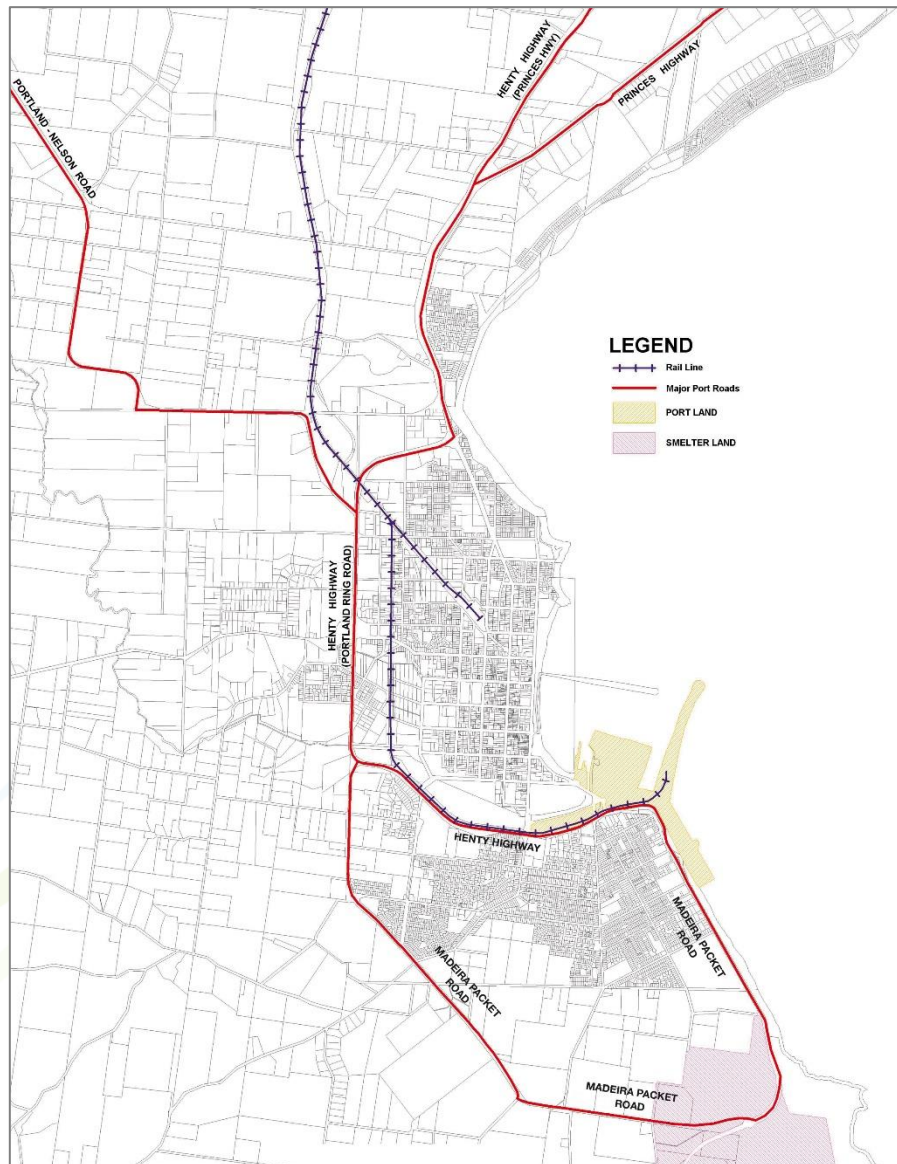 HENTY HIGHWAY
(PRINCES HWY)
PRINCES HIGHWAY
PORTLAND - NELSON ROAD
LEGEND
Rail Line
Major Port Roads
PORT LAND
SMELTER LAND
HENTY HIGHWAY
(PORTLAND RING ROAD)
HENTY HIGHWAY
MADEIRA PACKET
ROAD
MADEIRA PACKET
ROAD
MADEIRA PACKET
ROAD